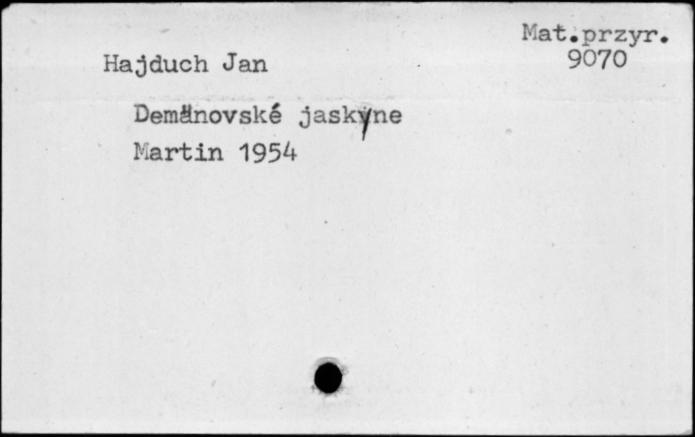 Mat.przyr.
9070
Hajduch Jan
Demänovské jaskyne
Martin 1954